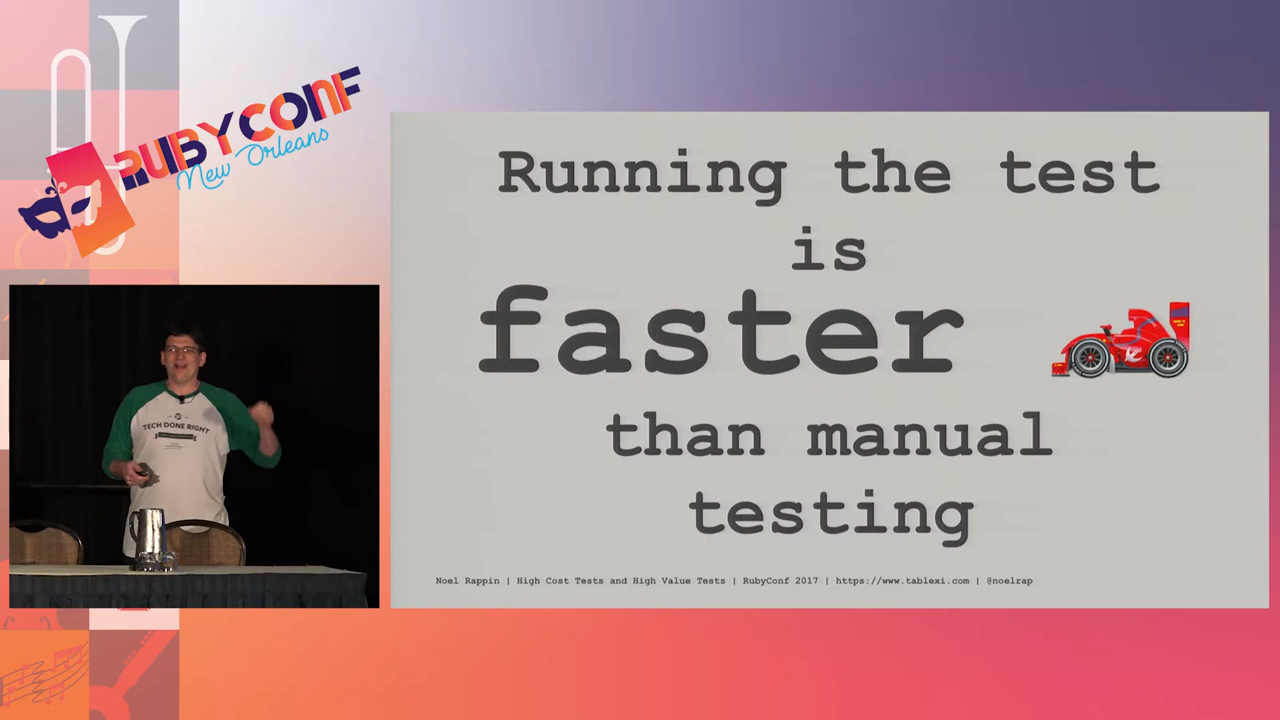 RUBYCONF
New Orleans
Running the test
is
faster
than manual
testing
TECH DONE RIGHT
Noel Rappin | High Cost Tests and High Value Tests | RubyConf 2017 | https://www.tablexi.com | @noelrap